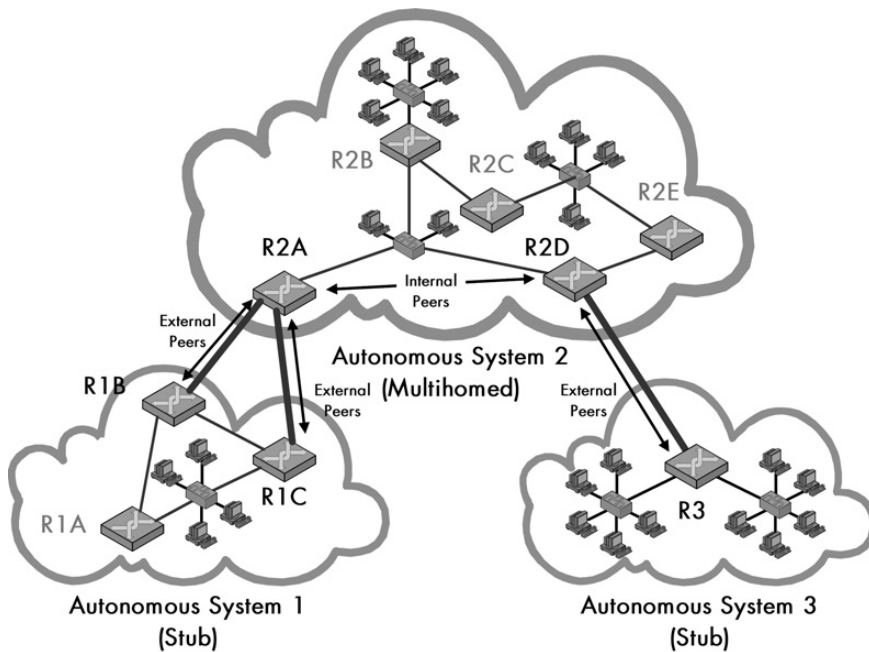 R2B
R2C
R2E
R2A
R2D
Internal
Peers
External
Peers
Autonomous System 2
(Multihomed)
R1B
External
Peers
External
Peers
R1C
R1A
R3
Autonomous System 1
(Stub)
Autonomous System 3
(Stub)